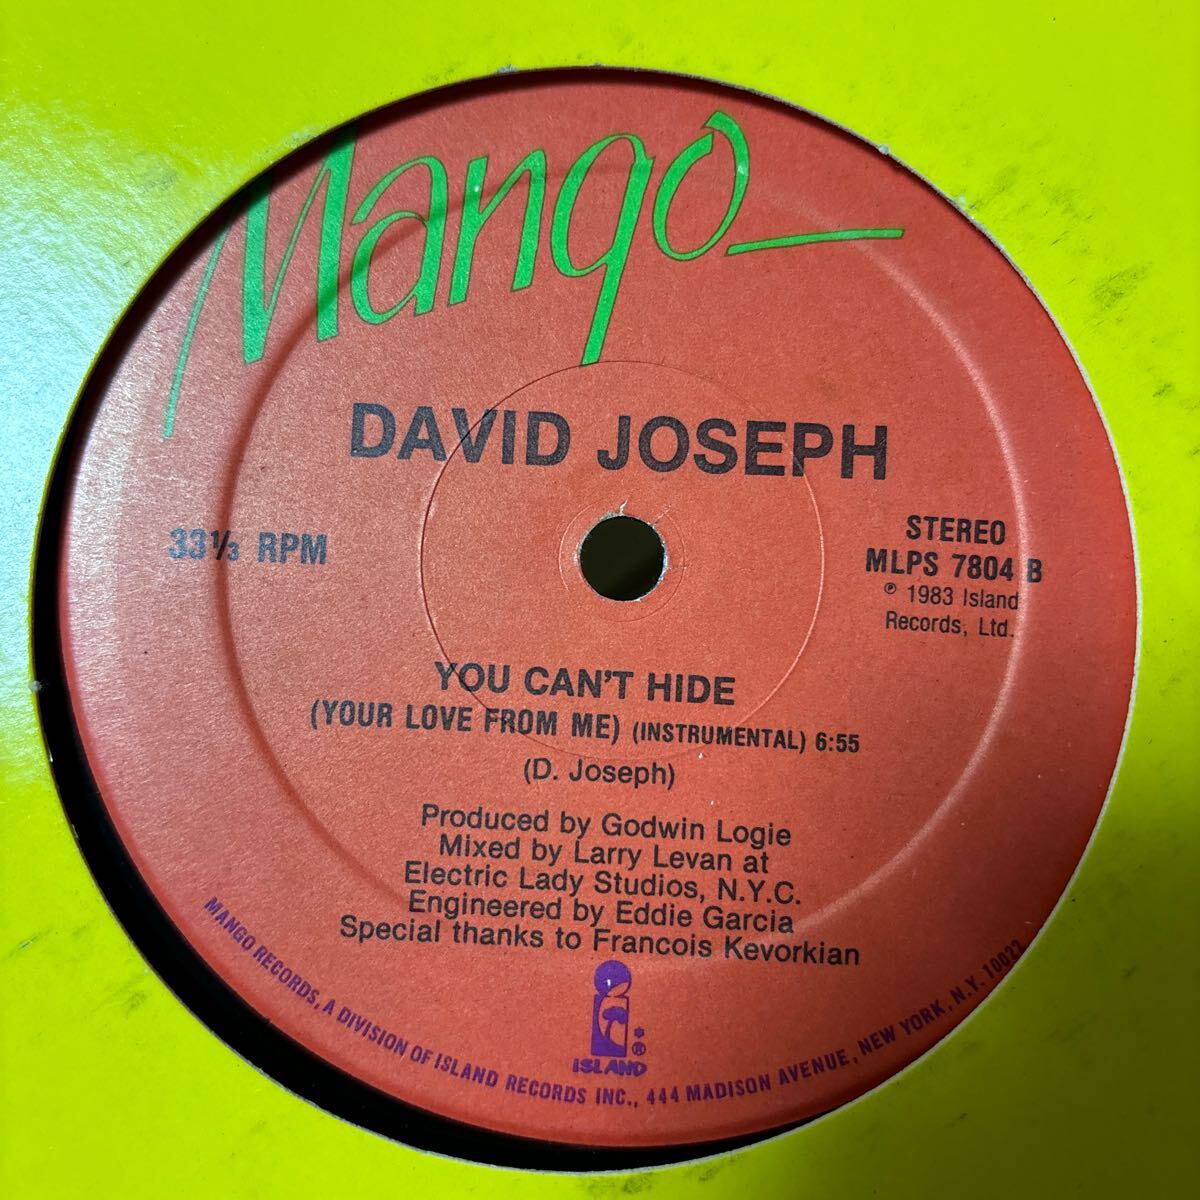 Mango
DAVID JOSEPH
33⅓ RPM
STEREO
MLPS 7804 B
℗ 1983 Island
Records, Ltd.
YOU CAN'T HIDE
(YOUR LOVE FROM ME) (INSTRUMENTAL) 6:55
(D. Joseph)
Produced by Godwin Logie
Mixed by Larry Levan at
Electric Lady Studios, N.Y.C.
Engineered by Eddie Garcia
Special thanks to Francois Kevorkian
ISLAND ®
MANGO RECORDS, A DIVISION OF ISLAND RECORDS INC., 444 MADISON AVENUE, NEW YORK, N.Y. 10022